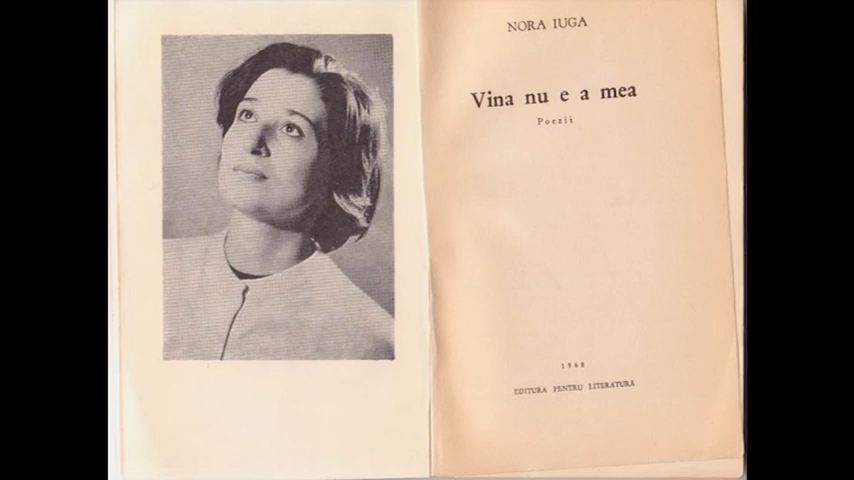 NORA IUGA
Vina nu e a mea
Poezii
1968
EDITURA PENTRU LITERATURĂ